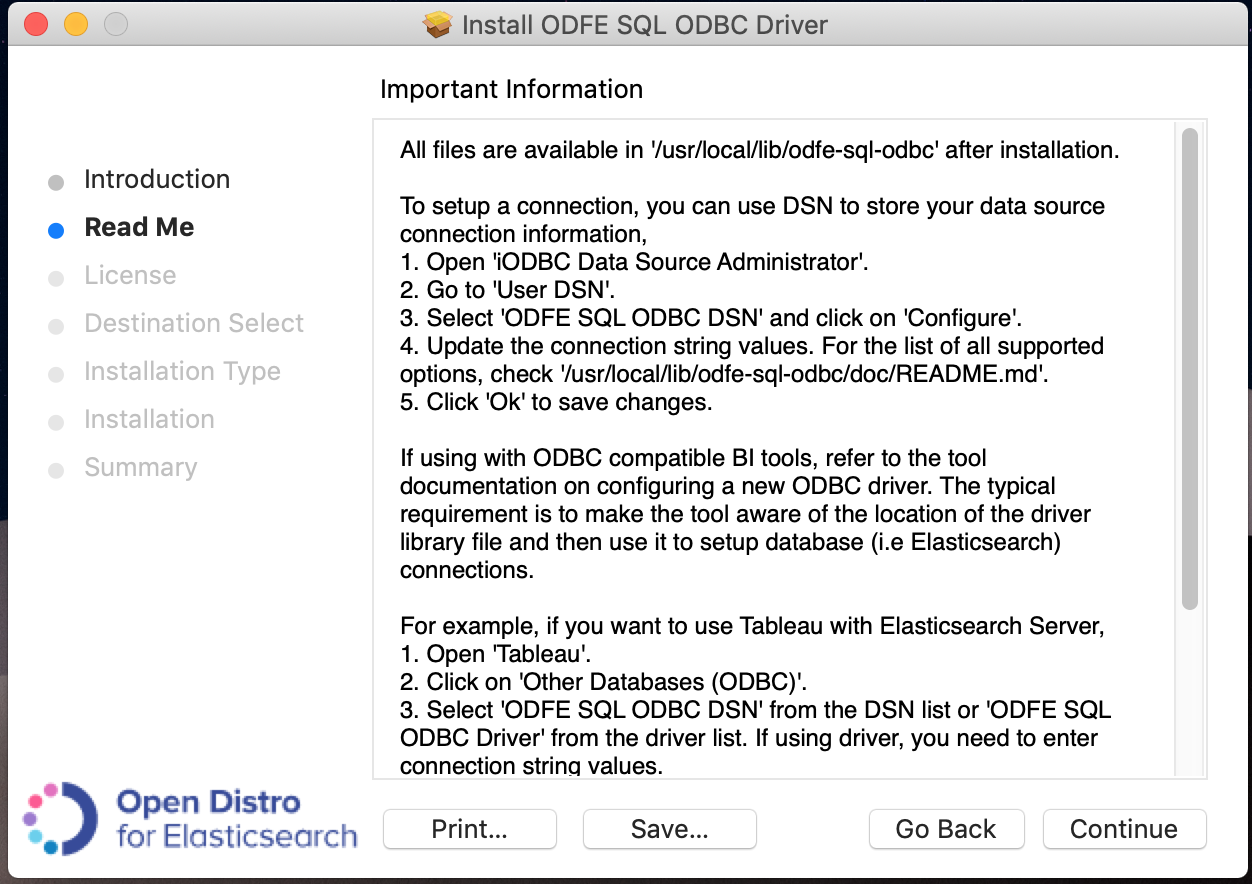 Install ODFE SQL ODBC Driver
Important Information
Introduction
Read Me
License
Destination Select
Installation Type
Installation
Summary
All files are available in '/usr/local/lib/odfe-sql-odbc' after installation.
To setup a connection, you can use DSN to store your data source
connection information,
1. Open 'iODBC Data Source Administrator'.
2. Go to 'User DSN'.
3. Select 'ODFE SQL ODBC DSN' and click on 'Configure'.
4. Update the connection string values. For the list of all supported
options, check '/usr/local/lib/odfe-sql-odbc/doc/README.md'.
5. Click 'Ok' to save changes.
If using with ODBC compatible BI tools, refer to the tool
documentation on configuring a new ODBC driver. The typical
requirement is to make the tool aware of the location of the driver
library file and then use it to setup database (i.e Elasticsearch)
connections.
For example, if you want to use Tableau with Elasticsearch Server,
1. Open 'Tableau'.
2. Click on 'Other Databases (ODBC)'.
3. Select 'ODFE SQL ODBC DSN' from the DSN list or 'ODFE SQL
ODBC Driver' from the driver list. If using driver, you need to enter
connection string values.
Open Distro
for Elasticsearch
Print...
Save...
Go Back
Continue